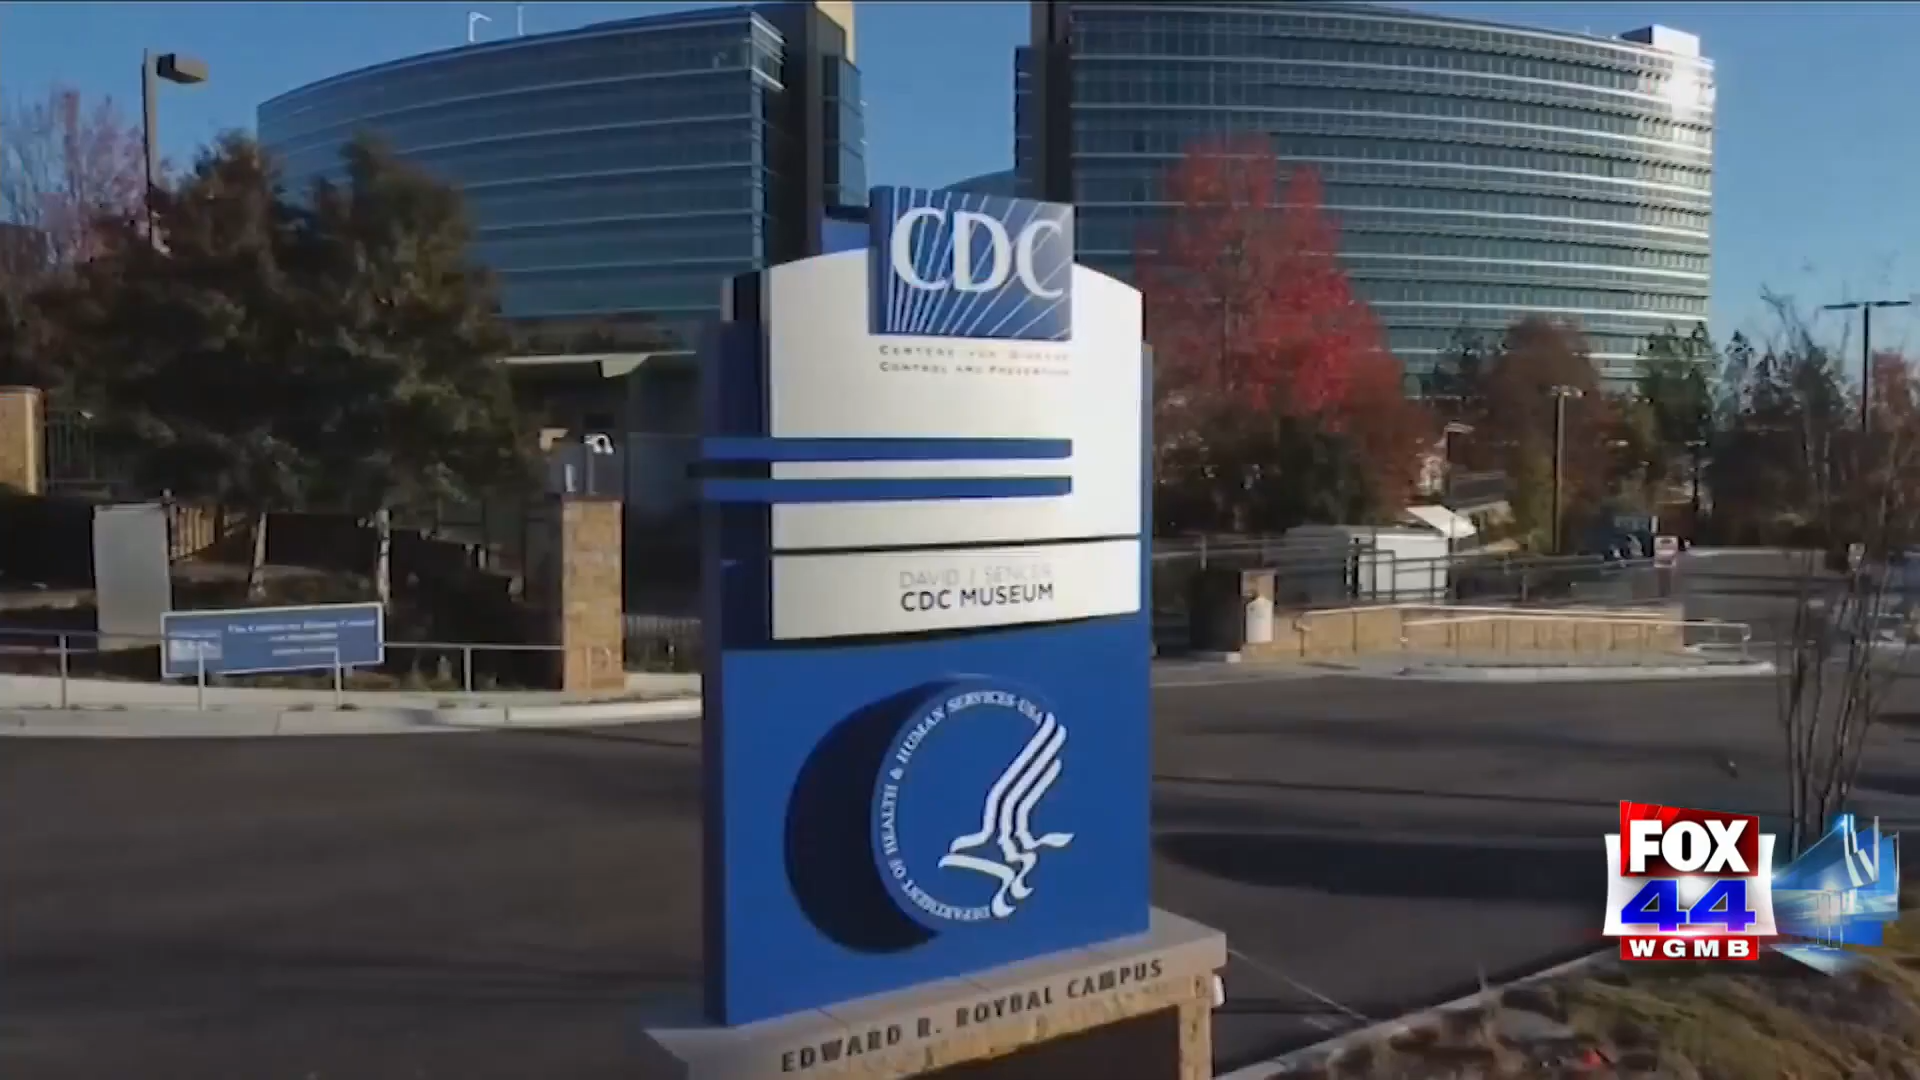 CDC
CENTERS FOR DISEASE
CONTROL AND PREVENTION
DAVID J. SENCER
CDC MUSEUM
DEPARTMENT OF HEALTH & HUMAN SERVICES·USA
EDWARD R. ROYBAL CAMPUS
FOX
44
WGMB